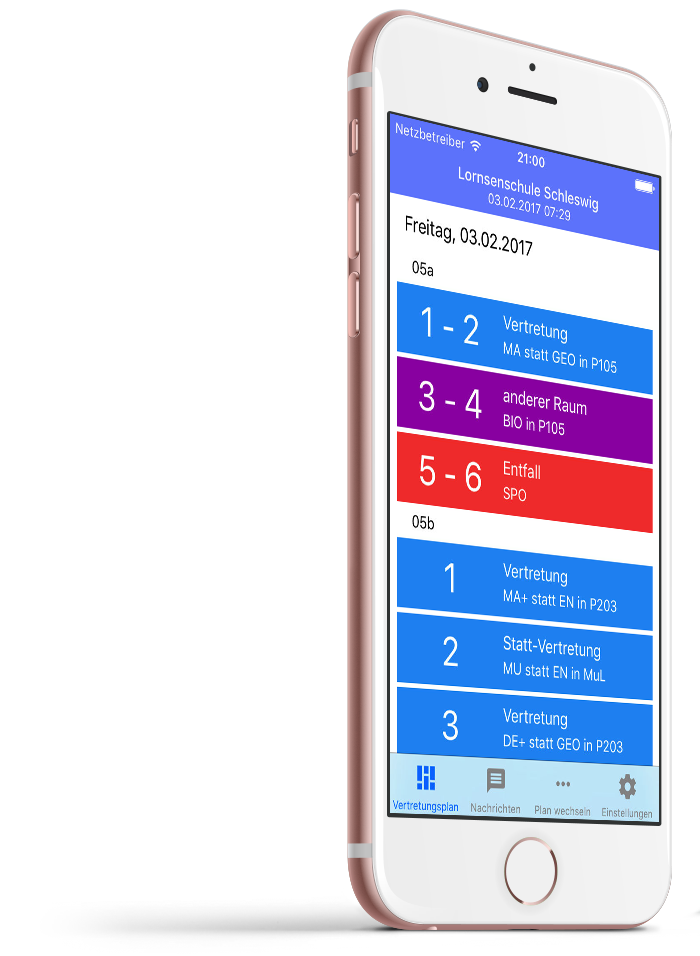 Netzbetreiber
21:00
Lornsenschule Schleswig
03.02.2017 07:29
Freitag, 03.02.2017
05a
1 - 2
Vertretung
MA statt GEO in P105
3 - 4
anderer Raum
BIO in P105
5 - 6
Entfall
SPO
05b
1
Vertretung
MA+ statt EN in P203
2
Statt-Vertretung
MU statt EN in MuL
3
Vertretung
DE+ statt GEO in P203
Vertretungsplan
Nachrichten
Plan wechseln
Einstellungen